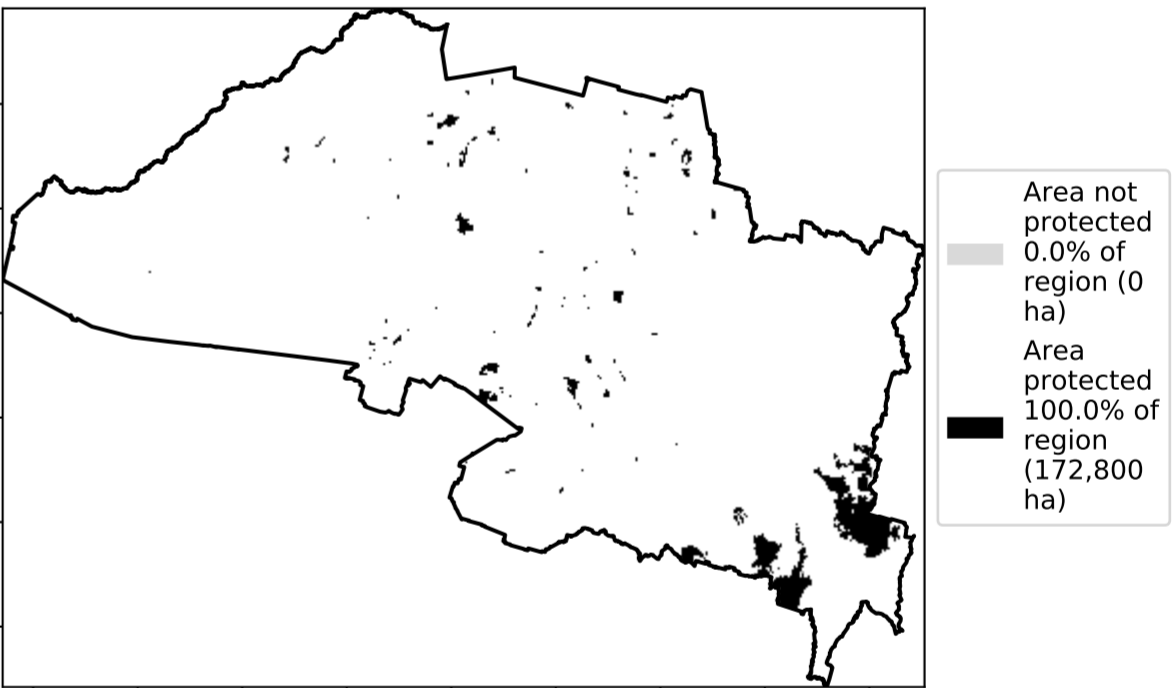 Area not
protected
0.0% of
region (0
ha)
Area
protected
100.0% of
region
(172,800
ha)